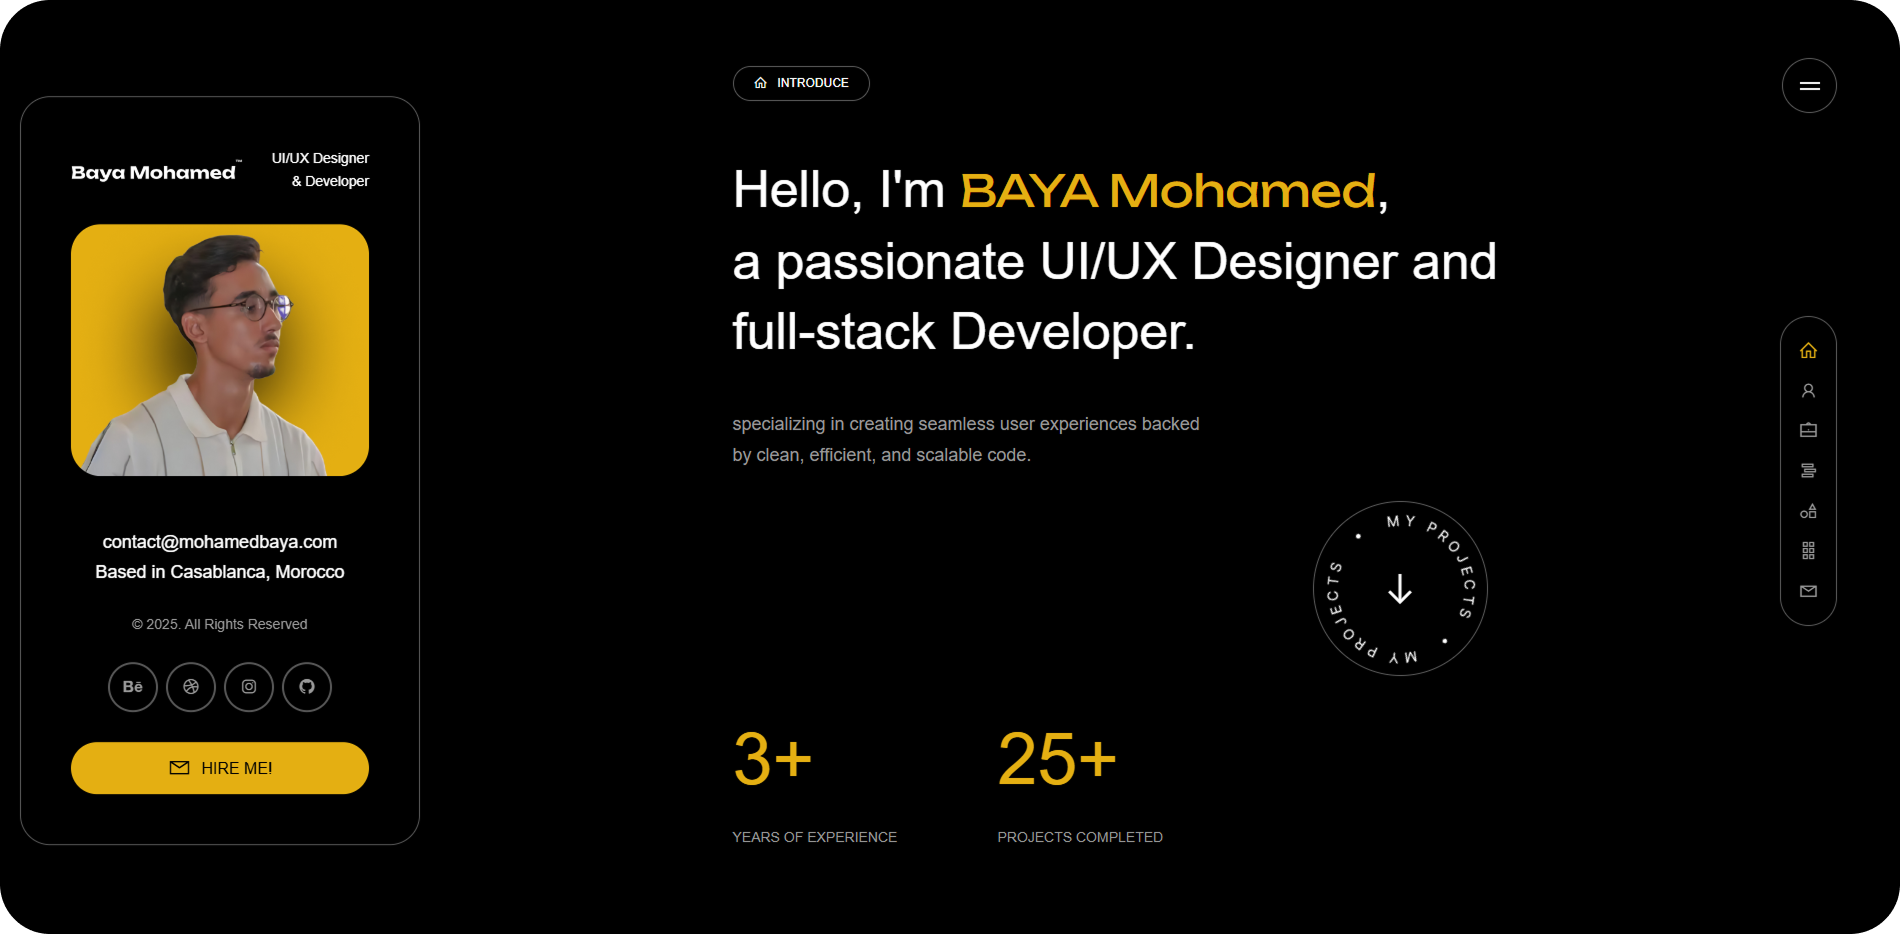 Baya Mohamed™
UI/UX Designer
& Developer
contact@mohamedbaya.com
Based in Casablanca, Morocco
© 2025. All Rights Reserved
Bē
HIRE ME!
INTRODUCE
Hello, I'm BAYA Mohamed,
a passionate UI/UX Designer and
full-stack Developer.
specializing in creating seamless user experiences backed
by clean, efficient, and scalable code.
MY PROJECTS • MY PROJECTS •
3+
YEARS OF EXPERIENCE
25+
PROJECTS COMPLETED